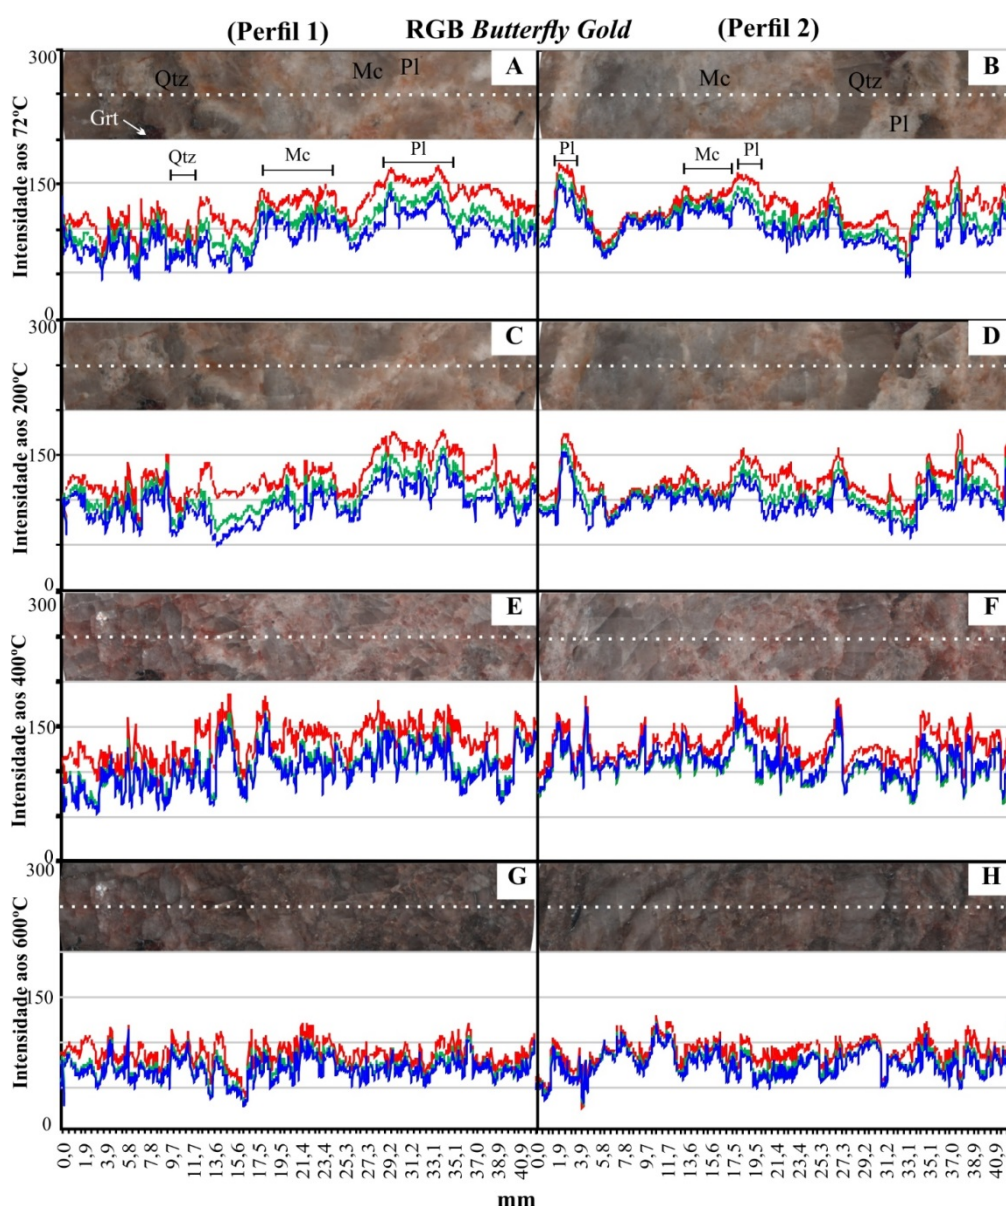 (Perfil 1) RGB Butterfly Gold (Perfil 2)
Intensidade aos 72ºC
300
150
0
Qtz
Mc
Pl
A
Grt
Qtz
Mc
Pl
Mc
Qtz
B
Pl
Pl
Mc
Pl
Intensidade aos 200ºC
300
150
0
C
D
Intensidade aos 400ºC
300
150
0
E
F
Intensidade aos 600ºC
300
150
0
G
H
0,0 1,9 3,9 5,8 7,8 9,7 11,7 13,6 15,6 17,5 19,5 21,4 23,4 25,3 27,3 29,2 31,2 33,1 35,1 37,0 38,9 40,9 0,0 1,9 3,9 5,8 7,8 9,7 11,7 13,6 15,6 17,5 19,5 21,4 23,4 25,3 27,3 29,2 31,2 33,1 35,1 37,0 38,9 40,9
mm